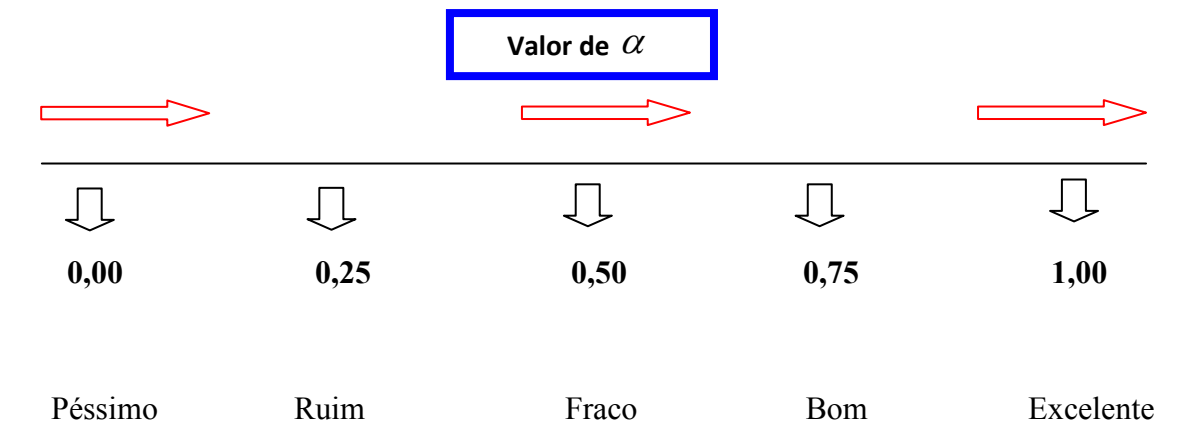 Valor de α
0,00 0,25 0,50 0,75 1,00
Péssimo Ruim Fraco Bom Excelente